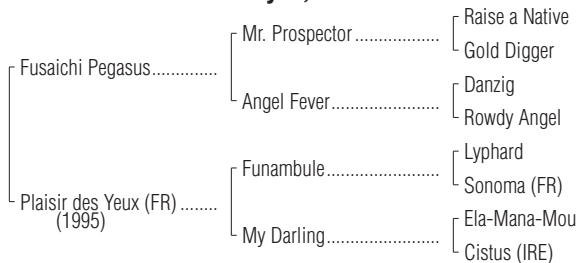 Raise a Native
Mr. Prospector ..................
Gold Digger
Fusaichi Pegasus..............
Danzig
Angel Fever.......................
Rowdy Angel
Lyphard
Funambule .......................
Sonoma (FR)
Plaisir des Yeux (FR) ........
(1995)
Ela-Mana-Mou
My Darling.........................
Cistus (IRE)